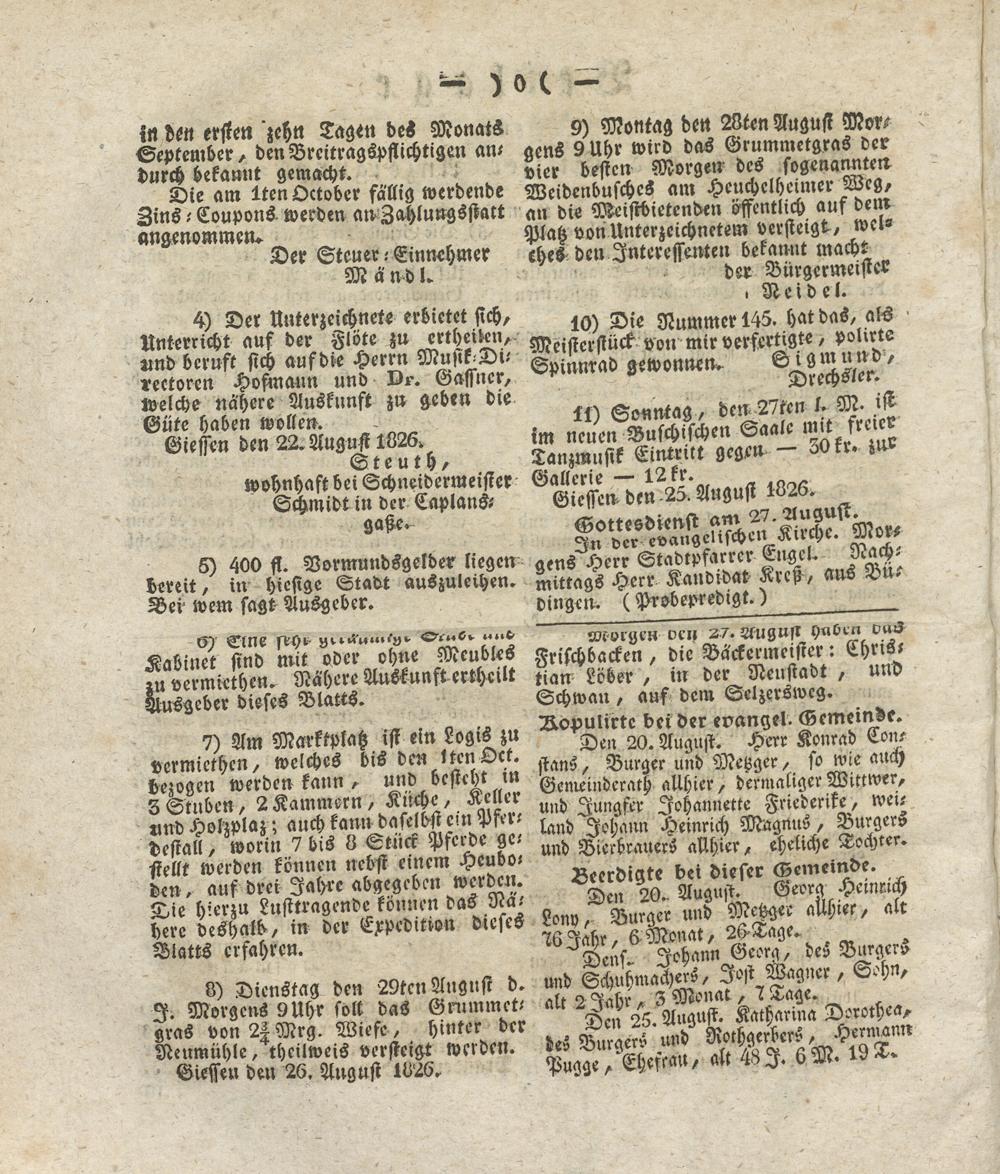 — ) o ( —
in den ersten zehn Tagen des Monats
September, den Breitragspflichtigen an⸗
durch bekannt gemacht.
Die am 1ten October fällig werdende
Zins⸗Coupons werden an Zahlungsstatt
angenommen.
Der Steuer⸗Einnehmer
Mändl.
4) Der Unterzeichnete erbietet sich,
Unterricht auf der Flöte zu ertheilen,
und beruft sich auf die Herrn Musik⸗Di⸗
rectoren Hofmann und Dr. Gassner,
welche nähere Auskunft zu geben die
Güte haben wollen.
Giessen den 22. August 1826.
Steuth,
wohnhaft bei Schneidermeister
Schmidt in der Caplans⸗
gaße.
5) 400 fl. Vormundsgelder liegen
bereit, in hiesige Stadt auszuleihen.
Bei wem sagt Ausgeber.
6) Eine sehr geräumige Stube und
Kabinet sind mit oder ohne Meubles
zu vermiethen. Nähere Auskunft ertheilt
Ausgeber dieses Blatts.
7) Am Marktplatz ist ein Logis zu
vermiethen, welches bis den 1ten Oct.
bezogen werden kann, und besteht in
3 Stuben, 2 Kammern, Küche, Keller
und Holzplaz; auch kann daselbst ein Pfer⸗
destall, worin 7 bis 8 Stück Pferde ge⸗
stellt werden können nebst einem Heubo⸗
den, auf drei Jahre abgegeben werden.
Die hierzu Lusttragende können das Nä⸗
here deshalb, in der Expedition dieses
Blatts erfahren.
8) Dienstag den 29ten August d.
J. Morgens 9 Uhr soll das Grummet⸗
gras von 2¾ Mrg. Wiese, hinter der
Neumühle, theilweis versteigt werden.
Giessen den 26. August 1826.
9) Montag den 28ten August Mor⸗
gens 9 Uhr wird das Grummetgras der
vier besten Morgen des sogenannten
Weidenbusches am Heuchelheimer Weg,
an die Meistbietenden öffentlich auf dem
Platz von Unterzeichnetem versteigt, wel⸗
ches den Interessenten bekannt macht
der Bürgermeister
Neidel.
10) Die Nummer 145. hat das, als
Meisterstück von mir verfertigte, polirte
Spinnrad gewonnen. Sigmund,
Drechsler.
11) Sonntag, den 27ten l. M. ist
im neuen Buschischen Saale mit freier
Tanzmusik Eintritt gegen — 30 kr. zur
Gallerie — 12 kr.
Giessen den 25. August 1826.
Gottesdienst am 27. August.
In der evangelischen Kirche. Mor⸗
gens Herr Stadtpfarrer Engel. Nach⸗
mittags Herr Kandidat Kreß, aus Bü⸗
dingen. (Probepredigt.)
Morgen den 27. August haben das
Frischbacken, die Bäckermeister: Chris⸗
tian Löber, in der Neustadt, und
Schwan, auf dem Selzersweg.
Kopulirte bei der evangel. Gemeinde.
Den 20. August. Herr Konrad Con⸗
stans, Burger und Metzger, so wie auch
Gemeinderath allhier, dermaliger Wittwer,
und Jungfer Johannette Friederike, wei⸗
land Johann Heinrich Magnus, Burgers
und Bierbrauers allhier, eheliche Tochter.
Beerdigte bei dieser Gemeinde.
Den 20. August. Georg Heinrich
Lony, Burger und Metzger allhier, alt
76 Jahr, 6 Monat, 26 Tage.
Dens. Johann Georg, des Burgers
und Schuhmachers, Jost Wagner, Sohn,
alt 2 Jahr, 3 Monat, 7 Tage.
Den 25. August. Katharina Dorothea,
des Burgers und Rothgerbers, Hermann
Pugge, Ehefrau, alt 48 J. 6 M. 19 T.